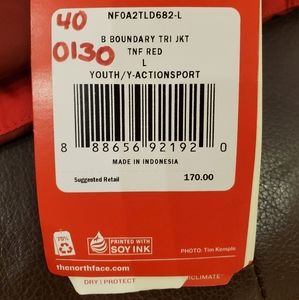 NF0A2TLD682-L
40
0130
B BOUNDARY TRI JKT
TNF RED
L
YOUTH/Y-ACTIONSPORT
8 88656 92192 0
MADE IN INDONESIA
Suggested Retail 170.00
PRINTED WITH
SOY INK
PHOTO: Tim Kemple
thenorthface.com
DRY | PROTECT